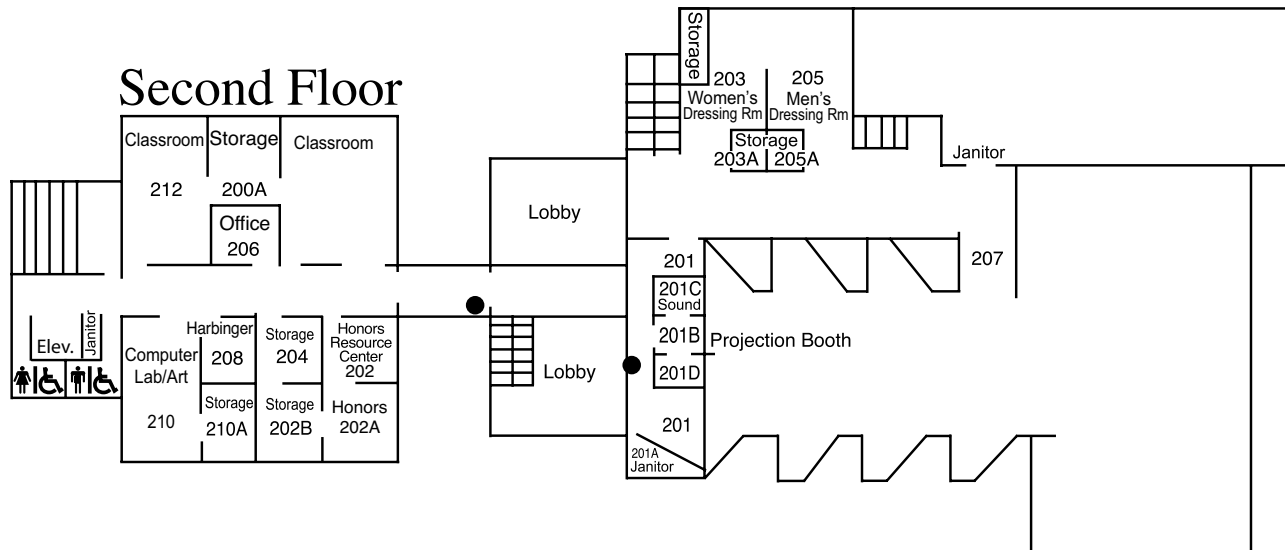 Second Floor
Storage
203
Women's
Dressing Rm
205
Men's
Dressing Rm
Storage
203A
205A
Janitor
Classroom
212
Storage
200A
Classroom
Office
206
Lobby
201
207
201C
Sound
201B
Projection Booth
201D
201
201A
Janitor
Lobby
Elev.
Janitor
Computer
Lab/Art
210
Harbinger
208
Storage
210A
Storage
204
Storage
202B
Honors
Resource
Center
202
Honors
202A